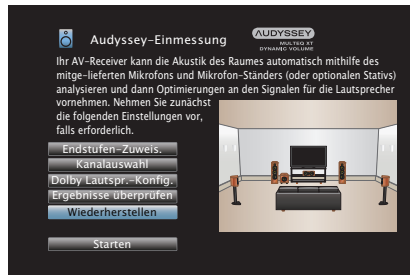 Audyssey-Einmessung
AUDYSSEY
MULTEQ XT
DYNAMIC VOLUME
Ihr AV-Receiver kann die Akustik des Raumes automatisch mithilfe des
mitge-lieferten Mikrofons und Mikrofon-Ständers (oder optionalen Stativs)
analysieren und dann Optimierungen an den Signalen für die Lautsprecher
vornehmen. Nehmen Sie zunächst
die folgenden Einstellungen vor,
falls erforderlich.
Endstufen-Zuweis.
Kanalauswahl
Dolby Lautspr.-Konfig.
Ergebnisse überprüfen
Wiederherstellen
Starten